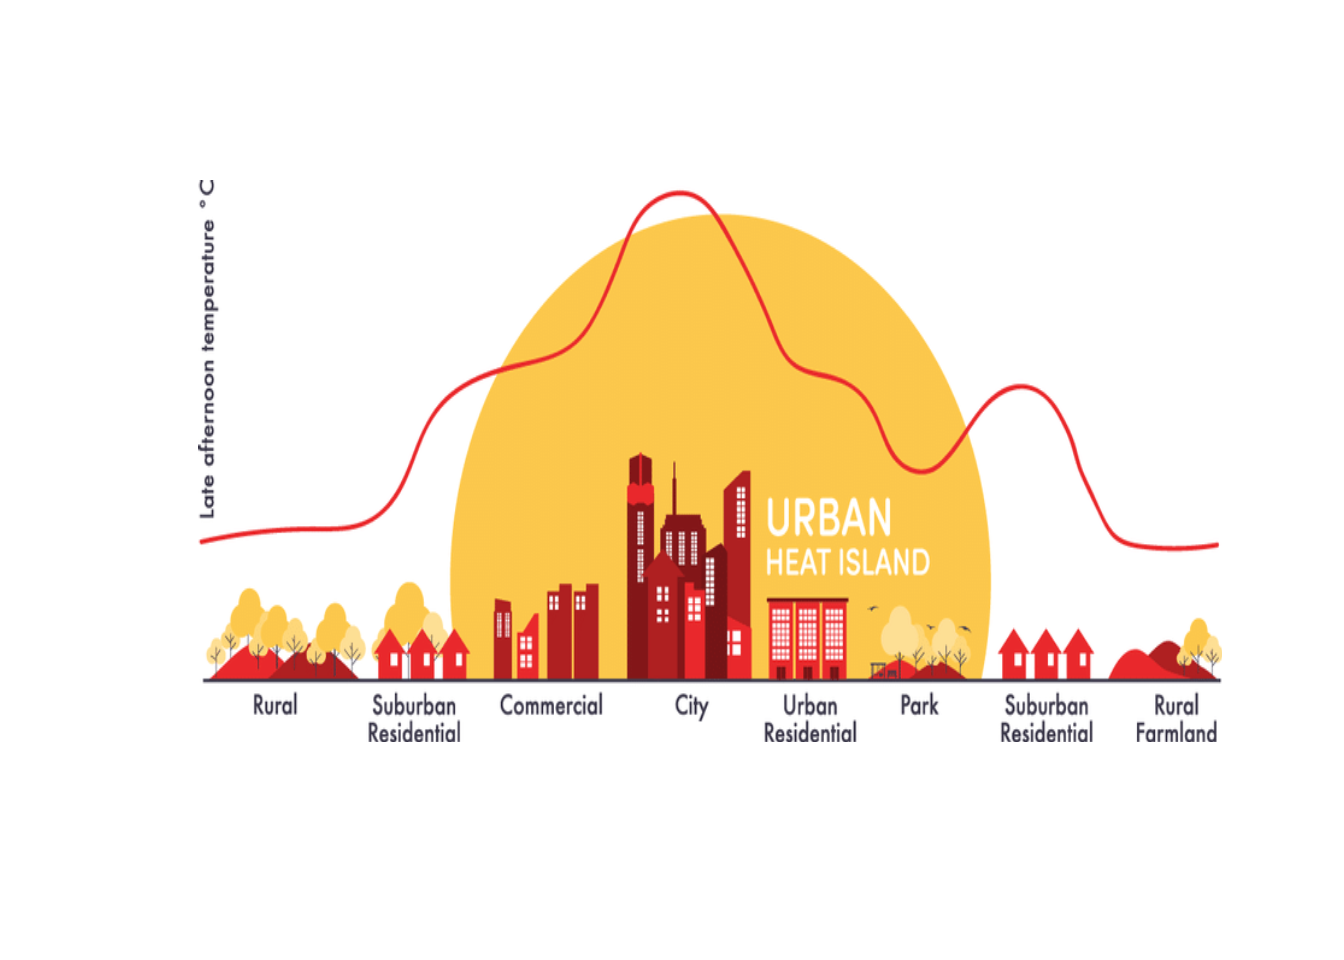 Late afternoon temperature °C
URBAN
HEAT ISLAND
Rural
Suburban
Residential
Commercial
City
Urban
Residential
Park
Suburban
Residential
Rural
Farmland